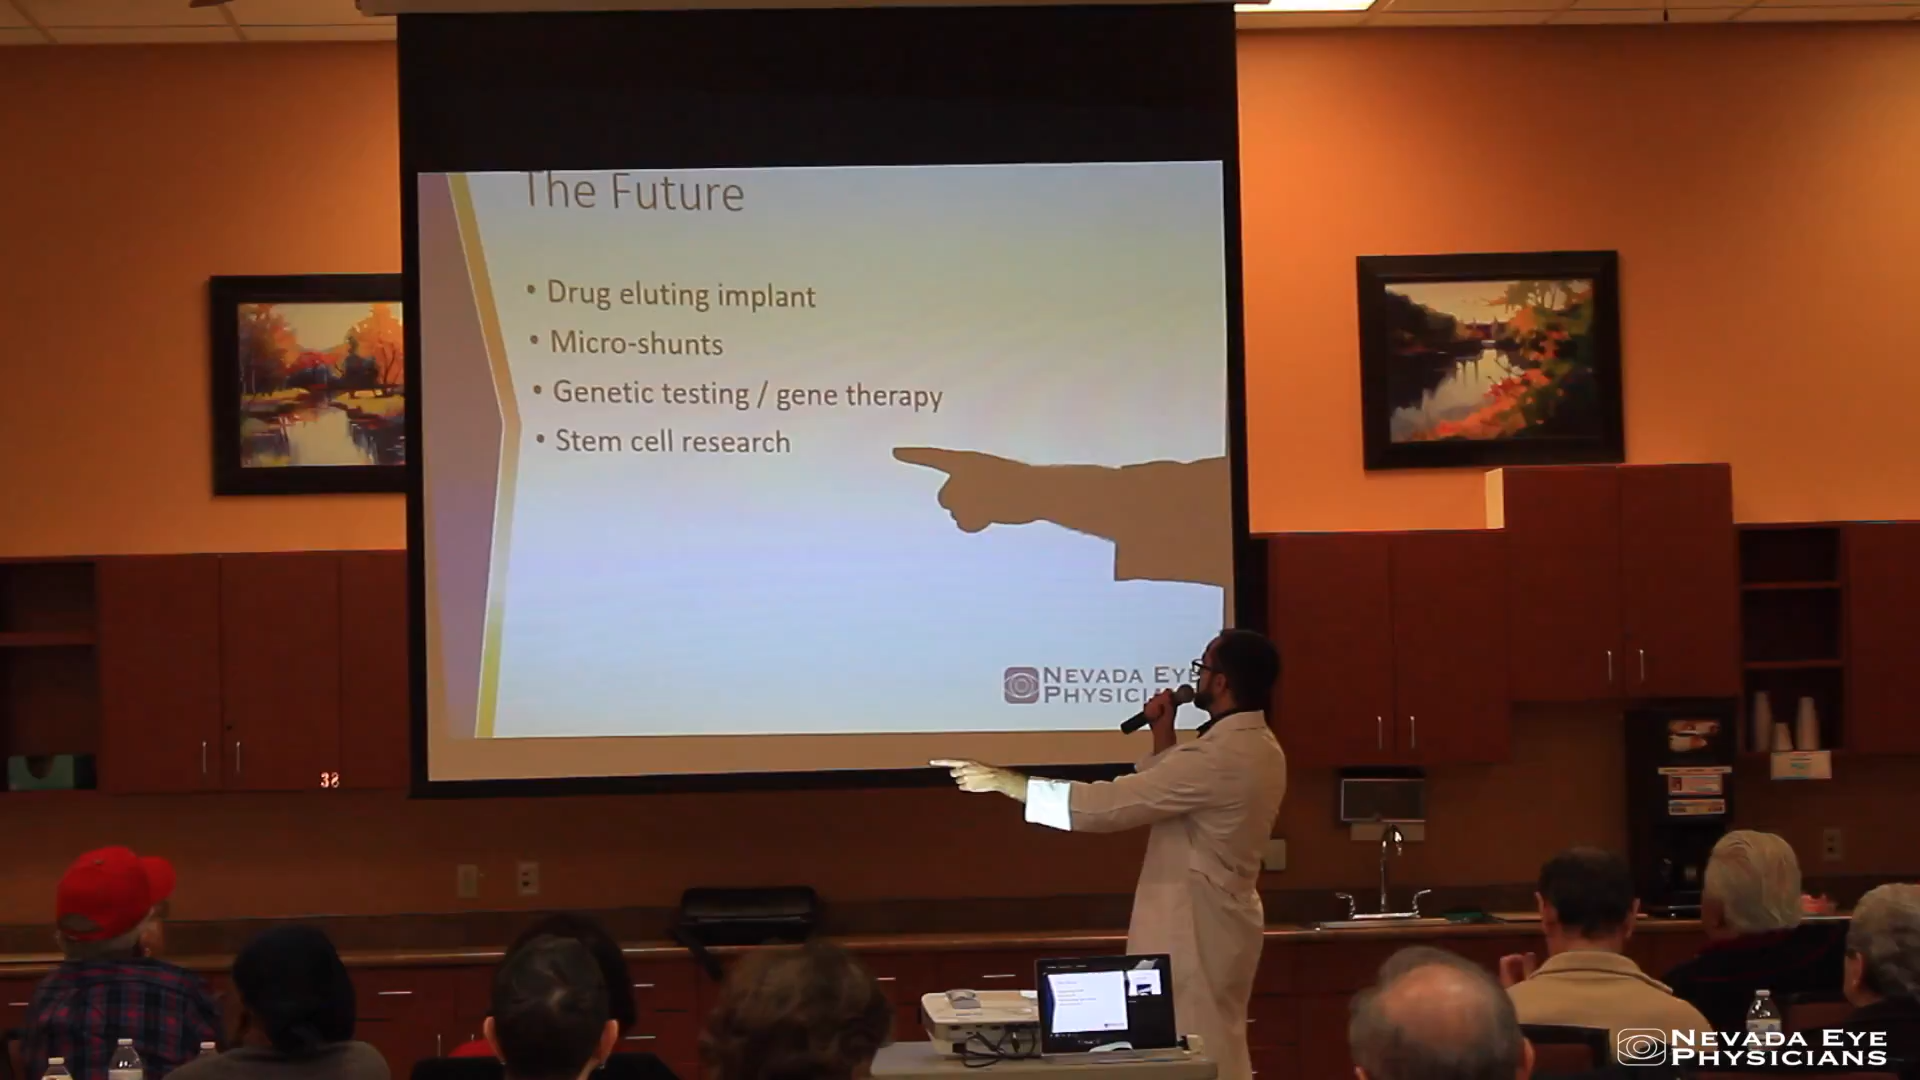 The Future
• Drug eluting implant
• Micro-shunts
• Genetic testing / gene therapy
• Stem cell research
NEVADA EYE
PHYSICI
38
NEVADA EYE
PHYSICIANS